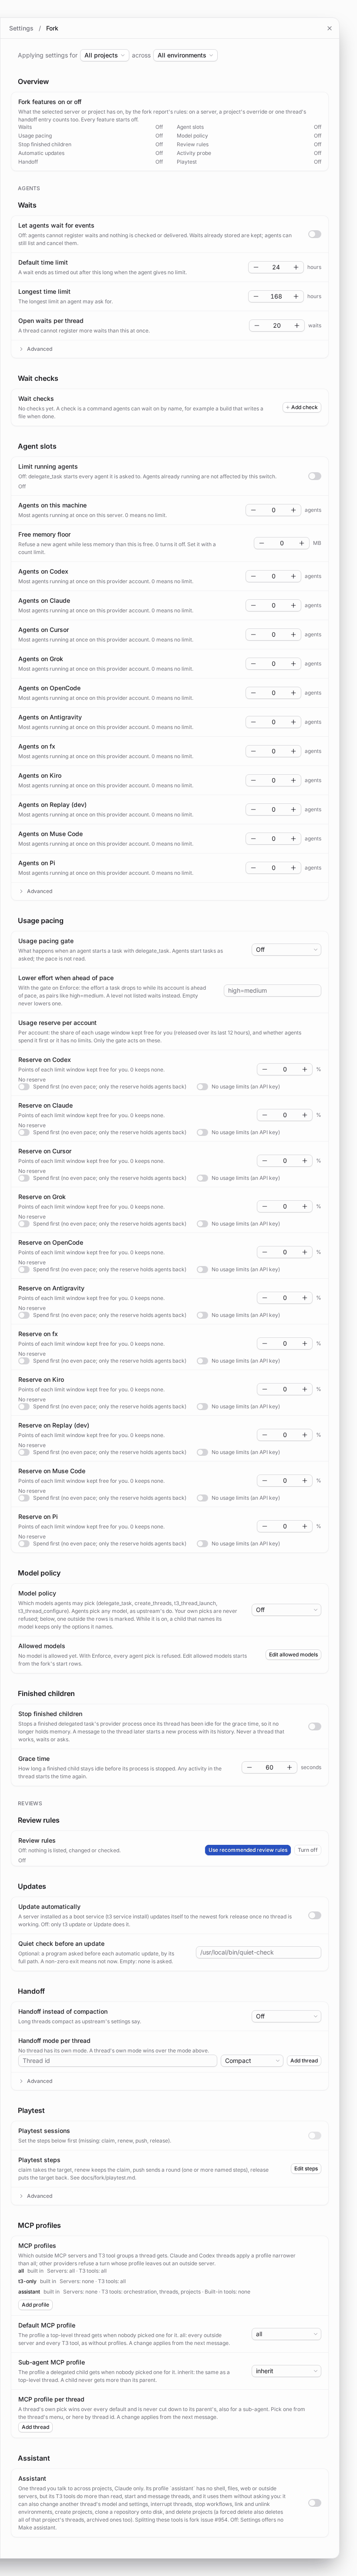 Settings / Fork
Applying settings for All projects across All environments
Overview
Fork features on or off
What the selected server or project has on, by the fork report's rules: on a server, a project's override or one thread's
handoff entry counts too. Every feature starts off.
Waits Off Agent slots Off
Usage pacing Off Model policy Off
Stop finished children Off Review rules Off
Automatic updates Off Activity probe Off
Handoff Off Playtest Off
AGENTS
Waits
Let agents wait for events
Off: agents cannot register waits and nothing is checked or delivered. Waits already stored are kept; agents can
still list and cancel them.
Default time limit
A wait ends as timed out after this long when the agent gives no limit.
24 hours
Longest time limit
The longest limit an agent may ask for.
168 hours
Open waits per thread
A thread cannot register more waits than this at once.
20 waits
Advanced
Wait checks
Wait checks
No checks yet. A check is a command agents can wait on by name, for example a build that writes a
file when done.
+ Add check
Agent slots
Limit running agents
Off: delegate_task starts every agent it is asked to. Agents already running are not affected by this switch.
Off
Agents on this machine
Most agents running at once on this server. 0 means no limit.
0 agents
Free memory floor
Refuse a new agent while less memory than this is free. 0 turns it off. Set it with a
count limit.
0 MB
Agents on Codex
Most agents running at once on this provider account. 0 means no limit.
0 agents
Agents on Claude
Most agents running at once on this provider account. 0 means no limit.
0 agents
Agents on Cursor
Most agents running at once on this provider account. 0 means no limit.
0 agents
Agents on Grok
Most agents running at once on this provider account. 0 means no limit.
0 agents
Agents on OpenCode
Most agents running at once on this provider account. 0 means no limit.
0 agents
Agents on Antigravity
Most agents running at once on this provider account. 0 means no limit.
0 agents
Agents on fx
Most agents running at once on this provider account. 0 means no limit.
0 agents
Agents on Kiro
Most agents running at once on this provider account. 0 means no limit.
0 agents
Agents on Replay (dev)
Most agents running at once on this provider account. 0 means no limit.
0 agents
Agents on Muse Code
Most agents running at once on this provider account. 0 means no limit.
0 agents
Agents on Pi
Most agents running at once on this provider account. 0 means no limit.
0 agents
Advanced
Usage pacing
Usage pacing gate
What happens when an agent starts a task with delegate_task. Agents start tasks as
asked; the pace is not read.
Off
Lower effort when ahead of pace
With the gate on Enforce: the effort a task drops to while its account is ahead
of pace, as pairs like high=medium. A level not listed waits instead. Empty
never lowers one.
high=medium
Usage reserve per account
Per account: the share of each usage window kept free for you (released over its last 12 hours), and whether agents
spend it first or it has no limits. Only the gate acts on these.
Reserve on Codex
Points of each limit window kept free for you. 0 keeps none.
0 %
No reserve
Spend first (no even pace; only the reserve holds agents back) No usage limits (an API key)
Reserve on Claude
Points of each limit window kept free for you. 0 keeps none.
0 %
No reserve
Spend first (no even pace; only the reserve holds agents back) No usage limits (an API key)
Reserve on Cursor
Points of each limit window kept free for you. 0 keeps none.
0 %
No reserve
Spend first (no even pace; only the reserve holds agents back) No usage limits (an API key)
Reserve on Grok
Points of each limit window kept free for you. 0 keeps none.
0 %
No reserve
Spend first (no even pace; only the reserve holds agents back) No usage limits (an API key)
Reserve on OpenCode
Points of each limit window kept free for you. 0 keeps none.
0 %
No reserve
Spend first (no even pace; only the reserve holds agents back) No usage limits (an API key)
Reserve on Antigravity
Points of each limit window kept free for you. 0 keeps none.
0 %
No reserve
Spend first (no even pace; only the reserve holds agents back) No usage limits (an API key)
Reserve on fx
Points of each limit window kept free for you. 0 keeps none.
0 %
No reserve
Spend first (no even pace; only the reserve holds agents back) No usage limits (an API key)
Reserve on Kiro
Points of each limit window kept free for you. 0 keeps none.
0 %
No reserve
Spend first (no even pace; only the reserve holds agents back) No usage limits (an API key)
Reserve on Replay (dev)
Points of each limit window kept free for you. 0 keeps none.
0 %
No reserve
Spend first (no even pace; only the reserve holds agents back) No usage limits (an API key)
Reserve on Muse Code
Points of each limit window kept free for you. 0 keeps none.
0 %
No reserve
Spend first (no even pace; only the reserve holds agents back) No usage limits (an API key)
Reserve on Pi
Points of each limit window kept free for you. 0 keeps none.
0 %
No reserve
Spend first (no even pace; only the reserve holds agents back) No usage limits (an API key)
Model policy
Model policy
Which models agents may pick (delegate_task, create_threads, t3_thread_launch,
t3_thread_configure). Agents pick any model, as upstream's do. Your own picks are never
refused; below, one outside the rows is marked. While it is on, a child that names its
model keeps only the options it names.
Off
Allowed models
No model is allowed yet. With Enforce, every agent pick is refused. Edit allowed models starts
from the fork's start rows.
Edit allowed models
Finished children
Stop finished children
Stops a finished delegated task's provider process once its thread has been idle for the grace time, so it no
longer holds memory. A message to the thread later starts a new process with its history. Never a thread that
works, waits or asks.
Grace time
How long a finished child stays idle before its process is stopped. Any activity in the
thread starts the time again.
60 seconds
REVIEWS
Review rules
Review rules
Off: nothing is listed, changed or checked.
Off
Use recommended review rules Turn off
Updates
Update automatically
A server installed as a boot service (t3 service install) updates itself to the newest fork release once no thread is
working. Off: only t3 update or Update does it.
Quiet check before an update
Optional: a program asked before each automatic update, by its
full path. A non-zero exit means not now. Empty: none is asked.
/usr/local/bin/quiet-check
Handoff
Handoff instead of compaction
Long threads compact as upstream's settings say.
Off
Handoff mode per thread
No thread has its own mode. A thread's own mode wins over the mode above.
Thread id Compact Add thread
Advanced
Playtest
Playtest sessions
Set the steps below first (missing: claim, renew, push, release).
Playtest steps
claim takes the target, renew keeps the claim, push sends a round (one or more named steps), release
puts the target back. See docs/fork/playtest.md.
Edit steps
Advanced
MCP profiles
MCP profiles
Which outside MCP servers and T3 tool groups a thread gets. Claude and Codex threads apply a profile narrower
than all; other providers refuse a turn whose profile leaves out an outside server.
all built in Servers: all · T3 tools: all
t3-only built in Servers: none · T3 tools: all
assistant built in Servers: none · T3 tools: orchestration, threads, projects · Built-in tools: none
Add profile
Default MCP profile
The profile a top-level thread gets when nobody picked one for it. all: every outside
server and every T3 tool, as without profiles. A change applies from the next message.
all
Sub-agent MCP profile
The profile a delegated child gets when nobody picked one for it. inherit: the same as a
top-level thread. A child never gets more than its parent.
inherit
MCP profile per thread
A thread's own pick wins over every default and is never cut down to its parent's, also for a sub-agent. Pick one from
the thread's menu, or here by thread id. A change applies from the next message.
Add thread
Assistant
Assistant
One thread you talk to across projects, Claude only. Its profile `assistant` has no shell, files, web or outside
servers, but its T3 tools do more than read, start and message threads, and it uses them without asking you: it
can also change another thread's model and settings, interrupt threads, stop workflows, link and unlink
environments, create projects, clone a repository onto disk, and delete projects (a forced delete also deletes
all of that project's threads, archived ones too). Splitting these tools is fork issue #954. Off: Settings offers no
Make assistant.